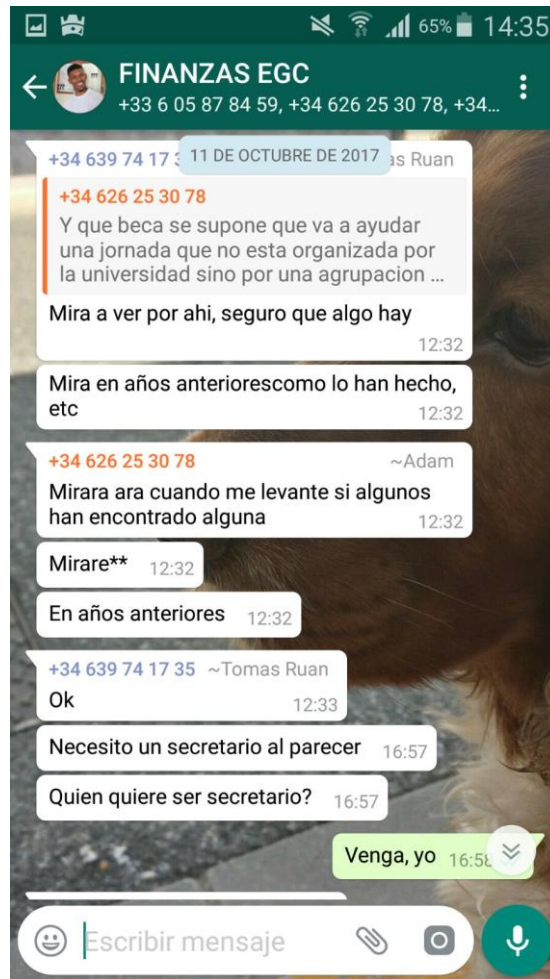 65% 14:35
FINANZAS EGC
+33 6 05 87 84 59, +34 626 25 30 78, +34...
11 DE OCTUBRE DE 2017
+34 639 74 17 as Ruan
+34 626 25 30 78
Y que beca se supone que va a ayudar
una jornada que no esta organizada por
la universidad sino por una agrupacion ...
Mira a ver por ahi, seguro que algo hay
12:32
Mira en años anteriorescomo lo han hecho,
etc 12:32
+34 626 25 30 78 ~Adam
Mirara ara cuando me levante si algunos
han encontrado alguna 12:32
Mirare** 12:32
En años anteriores 12:32
+34 639 74 17 35 ~Tomas Ruan
Ok 12:33
Necesito un secretario al parecer 16:57
Quien quiere ser secretario? 16:57
Venga, yo 16:58
Escribir mensaje